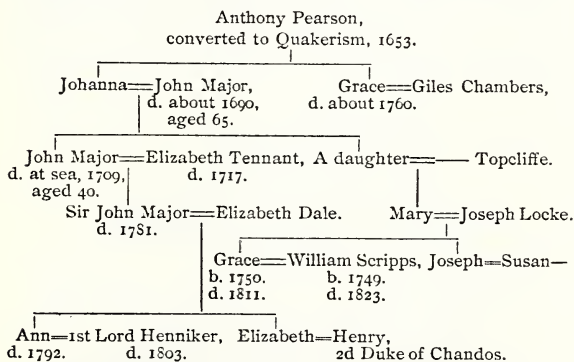 Anthony Pearson,
converted to Quakerism, 1653.
Johanna==John Major, Grace==Giles Chambers,
d. about 1690, d. about 1760.
aged 65.
John Major==Elizabeth Tennant, A daughter==—— Topcliffe.
d. at sea, 1709, d. 1717.
aged 40.
Sir John Major==Elizabeth Dale. Mary==Joseph Locke.
d. 1781.
Grace==William Scripps, Joseph=Susan—
b. 1750. b. 1749.
d. 1811. d. 1823.
Ann=1st Lord Henniker, Elizabeth=Henry,
d. 1792. d. 1803. 2d Duke of Chandos.